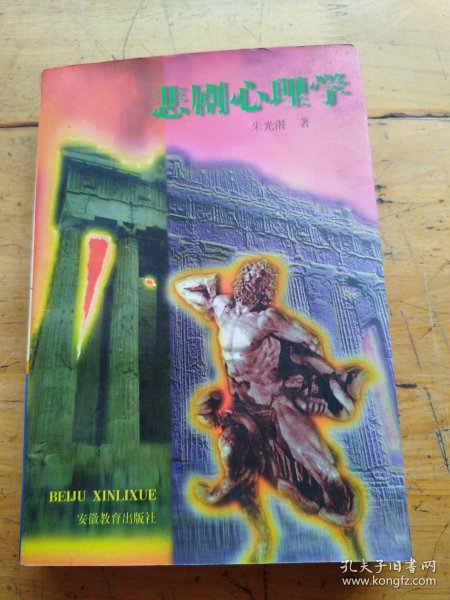 悲剧心理学
朱光潜 著
BEIJU XINLIXUE
安徽教育出版社
孔夫子旧书网
www.kongfz.com